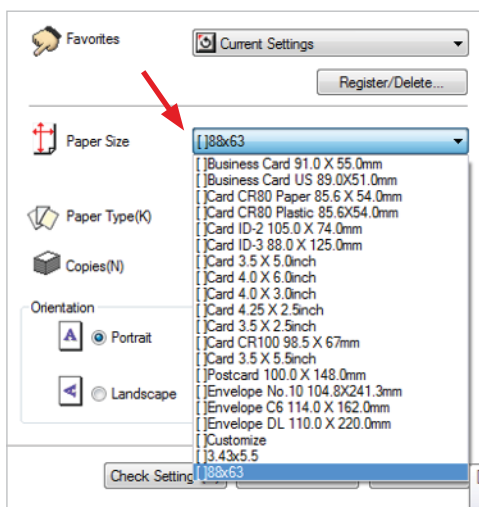 Favorites
Current Settings
Register/Delete...
Paper Size
[ ]88x63
[ ]Business Card 91.0 X 55.0mm
[ ]Business Card US 89.0X51.0mm
[ ]Card CR80 Paper 85.6 X 54.0mm
[ ]Card CR80 Plastic 85.6X54.0mm
[ ]Card ID-2 105.0 X 74.0mm
[ ]Card ID-3 88.0 X 125.0mm
[ ]Card 3.5 X 5.0inch
[ ]Card 4.0 X 6.0inch
[ ]Card 4.0 X 3.0inch
[ ]Card 4.25 X 2.5inch
[ ]Card 3.5 X 2.5inch
[ ]Card CR100 98.5 X 67mm
[ ]Card 3.5 X 5.5inch
[ ]Postcard 100.0 X 148.0mm
[ ]Envelope No.10 104.8X241.3mm
[ ]Envelope C6 114.0 X 162.0mm
[ ]Envelope DL 110.0 X 220.0mm
[ ]Customize
[ ]3.43x5.5
[ ]88x63
Paper Type(K)
Copies(N)
Orientation
A
Portrait
A
Landscape
Check Setting